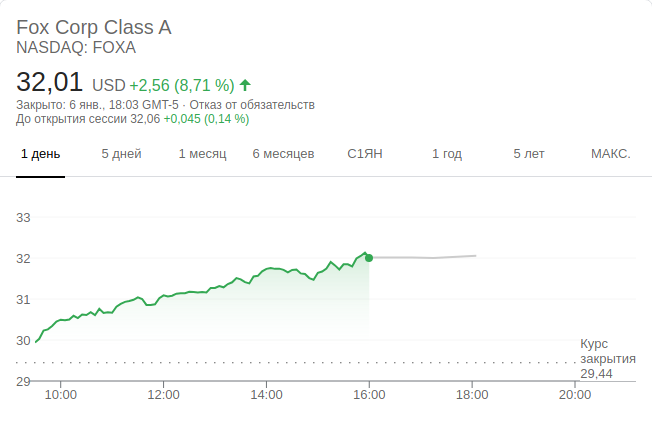 Fox Corp Class A
NASDAQ: FOXA
32,01 USD +2,56 (8,71 %)
Закрыто: 6 янв., 18:03 GMT-5 · Отказ от обязательств
До открытия сессии 32,06 +0,045 (0,14 %)
1 день 5 дней 1 месяц 6 месяцев С1ЯН 1 год 5 лет МАКС.
33
32
31
30
Курс
закрытия
29,44
29
10:00 12:00 14:00 16:00 18:00 20:00